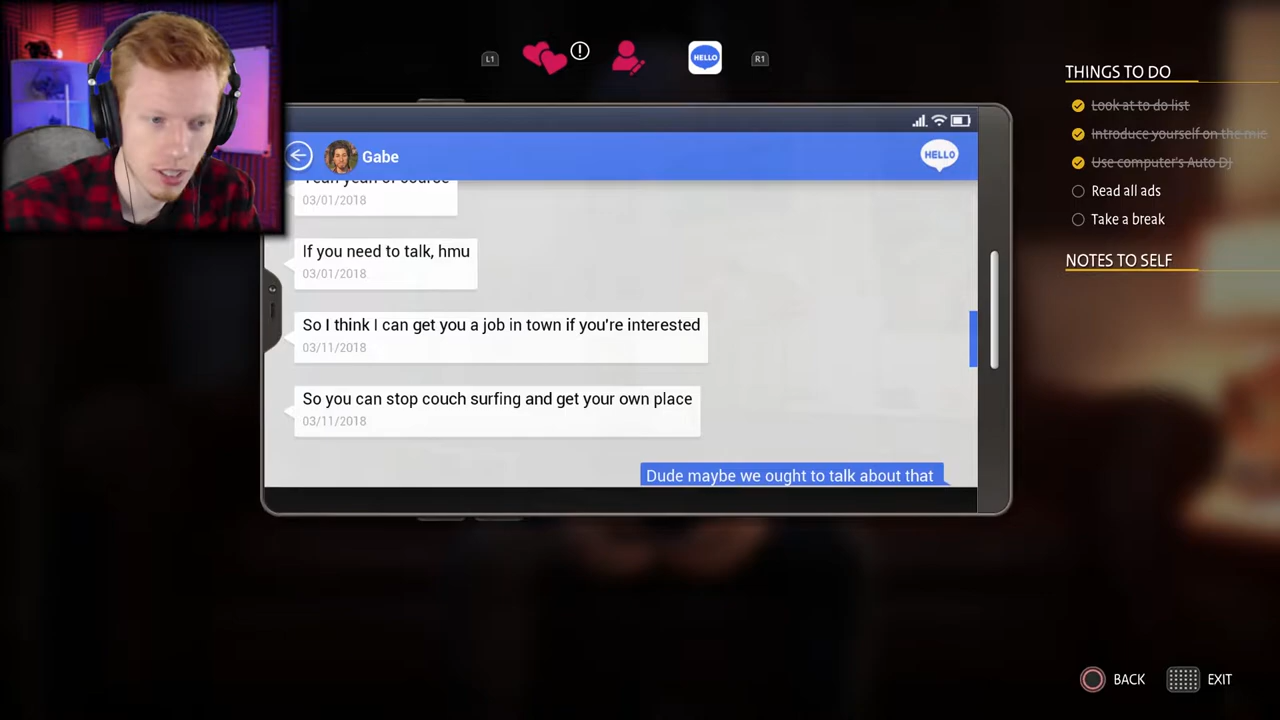 L1
!
HELLO
R1
THINGS TO DO
Look at to do list
Introduce yourself on the mic
Use computer's Auto DJ
Read all ads
Take a break
NOTES TO SELF
Gabe
HELLO
Yeah yeah of course
03/01/2018
If you need to talk, hmu
03/01/2018
So I think I can get you a job in town if you're interested
03/11/2018
So you can stop couch surfing and get your own place
03/11/2018
Dude maybe we ought to talk about that
BACK
EXIT